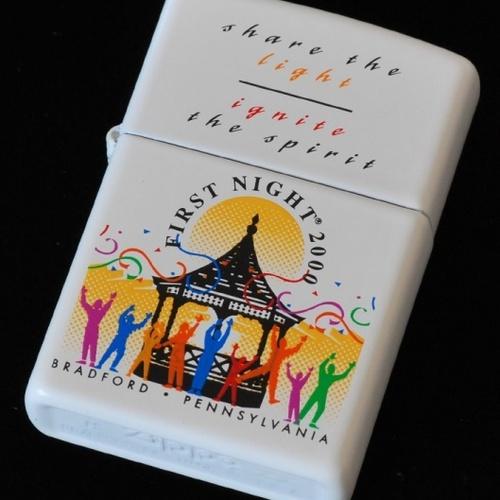 share the
light
ignite
the spirit
FIRST NIGHT® 2000
BRADFORD • PENNSYLVANIA